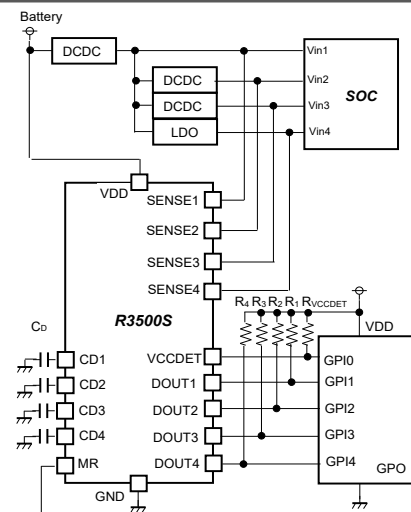 Battery
DCDC
Vin1
DCDC
Vin2
SOC
DCDC
Vin3
LDO
Vin4
VDD
SENSE1
SENSE2
SENSE3
SENSE4
R4 R3 R2 R1 RVCCDET
CD
R3500S
VDD
VCCDET
GPI0
CD1
DOUT1
GPI1
CD2
DOUT2
GPI2
CD3
DOUT3
GPI3
CD4
MR
DOUT4
GPI4
GPO
GND